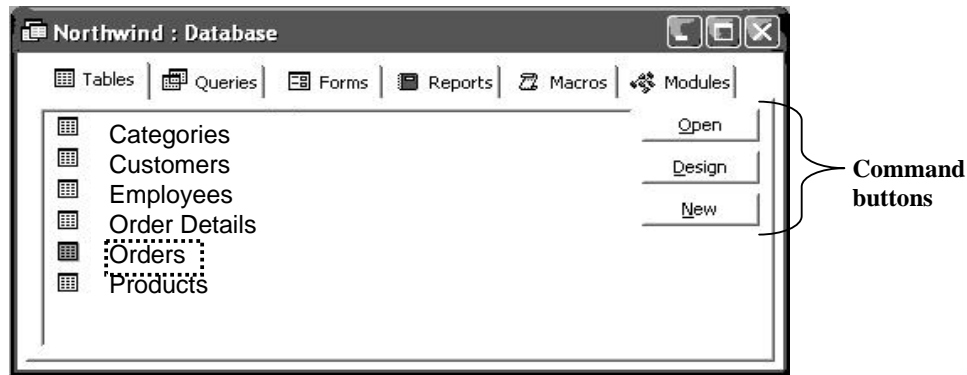 Northwind : Database
Tables Queries Forms Reports Macros Modules
Categories
Customers
Employees
Order Details
Orders
Products
Open
Design
New
Command
buttons